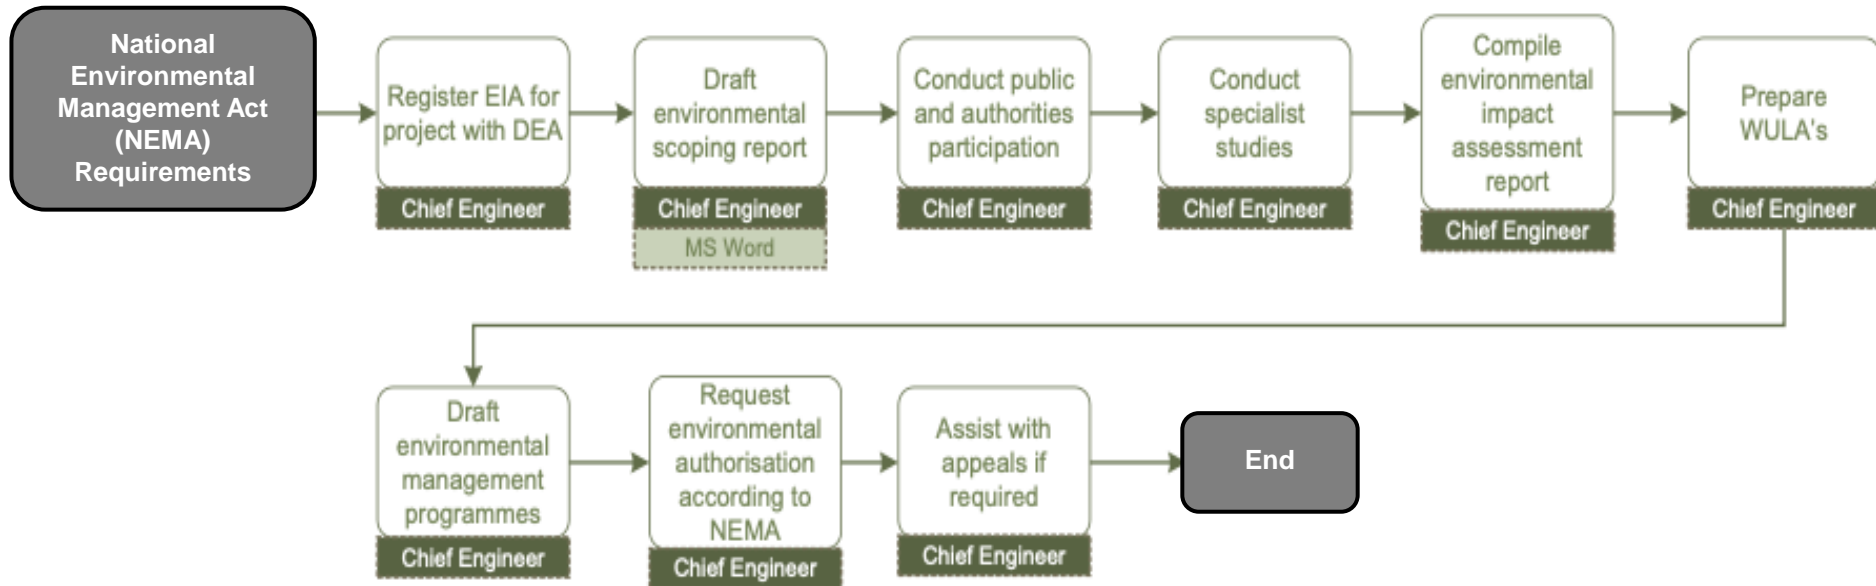 National
Environmental
Management Act
(NEMA)
Requirements
Register EIA for
project with DEA
Chief Engineer
Draft
environmental
scoping report
Chief Engineer
MS Word
Conduct public
and authorities
participation
Chief Engineer
Conduct
specialist
studies
Chief Engineer
Compile
environmental
impact
assessment
report
Chief Engineer
Prepare
WULA's
Chief Engineer
Draft
environmental
management
programmes
Chief Engineer
Request
environmental
authorisation
according to
NEMA
Chief Engineer
Assist with
appeals if
required
Chief Engineer
End